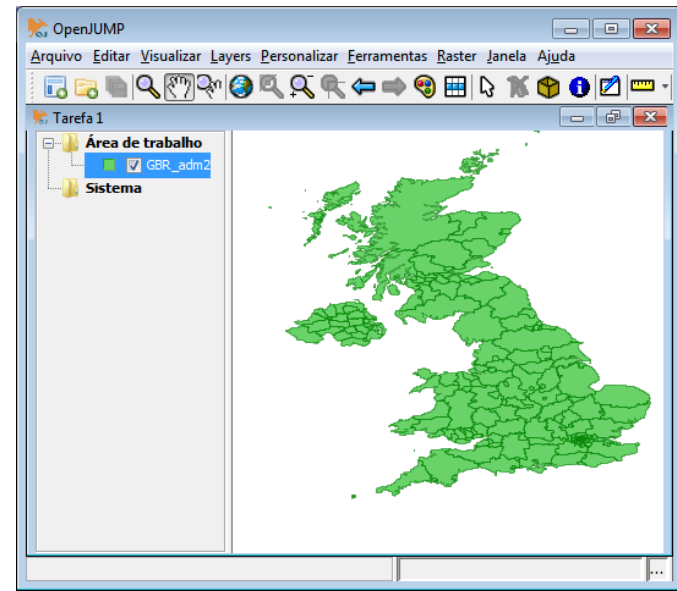 OpenJUMP
Arquivo Editar Visualizar Layers Personalizar Ferramentas Raster Janela Ajuda
Tarefa 1
Área de trabalho
GBR_adm2
Sistema
...